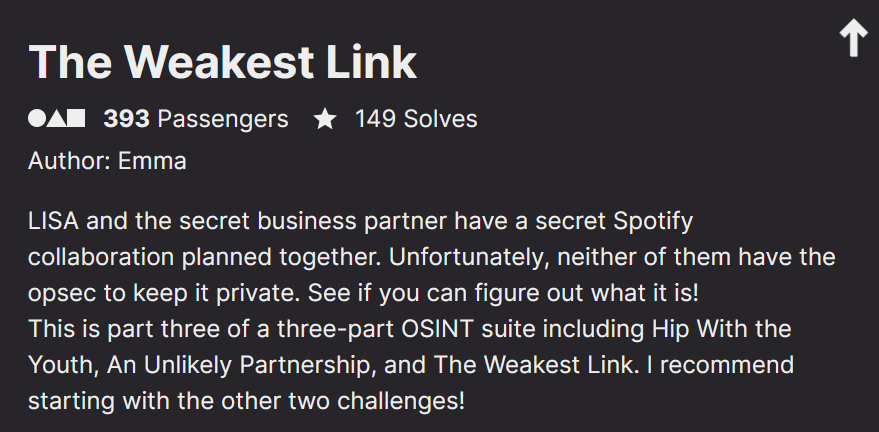 The Weakest Link
393 Passengers 149 Solves
Author: Emma
LISA and the secret business partner have a secret Spotify
collaboration planned together. Unfortunately, neither of them have the
opsec to keep it private. See if you can figure out what it is!
This is part three of a three-part OSINT suite including Hip With the
Youth, An Unlikely Partnership, and The Weakest Link. I recommend
starting with the other two challenges!